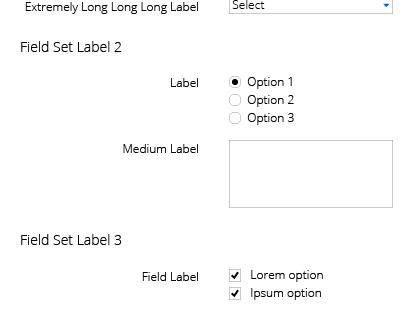 Extremely Long Long Long Label Select
Field Set Label 2
Label Option 1
Option 2
Option 3
Medium Label
Field Set Label 3
Field Label Lorem option
Ipsum option